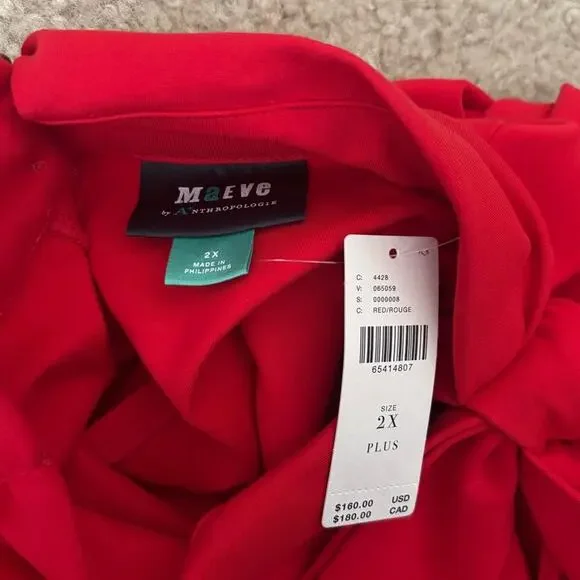 MaEVe
by ANTHROPOLOGIE
2X
MADE IN
PHILIPPINES
C: 4428
V: 065059
S: 0000008
C: RED/ROUGE
65414807
SIZE
2X
PLUS
$160.00 USD
$180.00 CAD